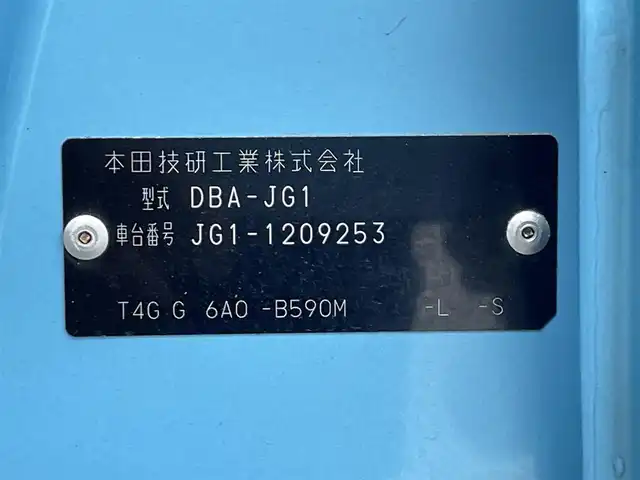 本田技研工業株式会社
型式 DBA-JG1
車台番号 JG1-1209253
T4G G 6A0 -B590M -L -S